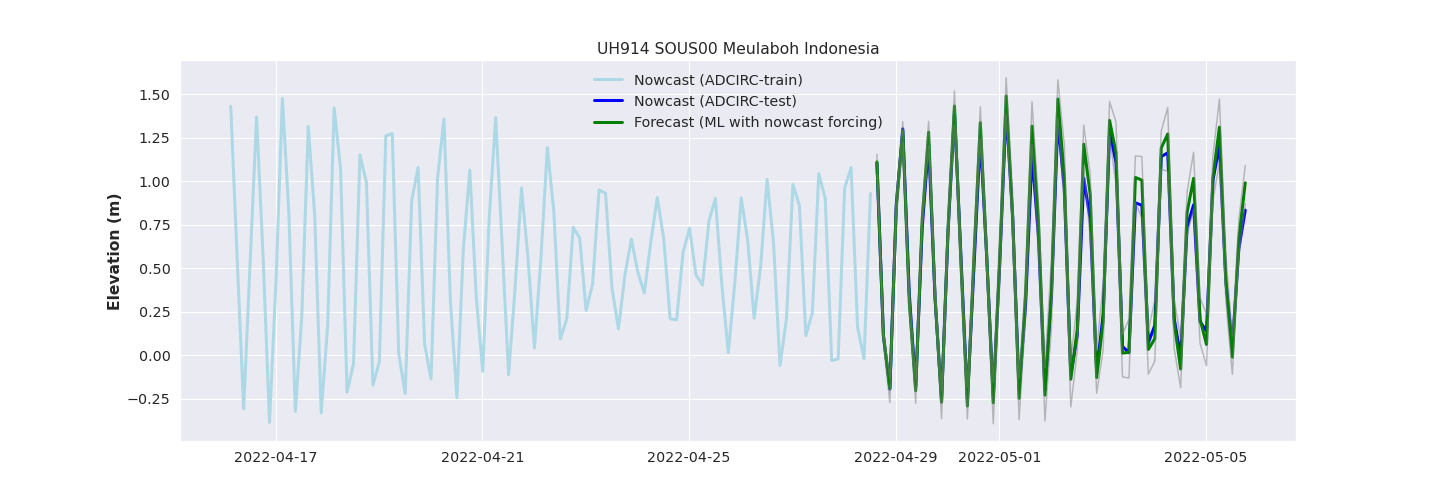 UH914 SOUS00 Meulaboh Indonesia
Nowcast (ADCIRC-train)
Nowcast (ADCIRC-test)
Forecast (ML with nowcast forcing)
Elevation (m)
1.50
1.25
1.00
0.75
0.50
0.25
0.00
−0.25
2022-04-17 2022-04-21 2022-04-25 2022-04-29 2022-05-01 2022-05-05